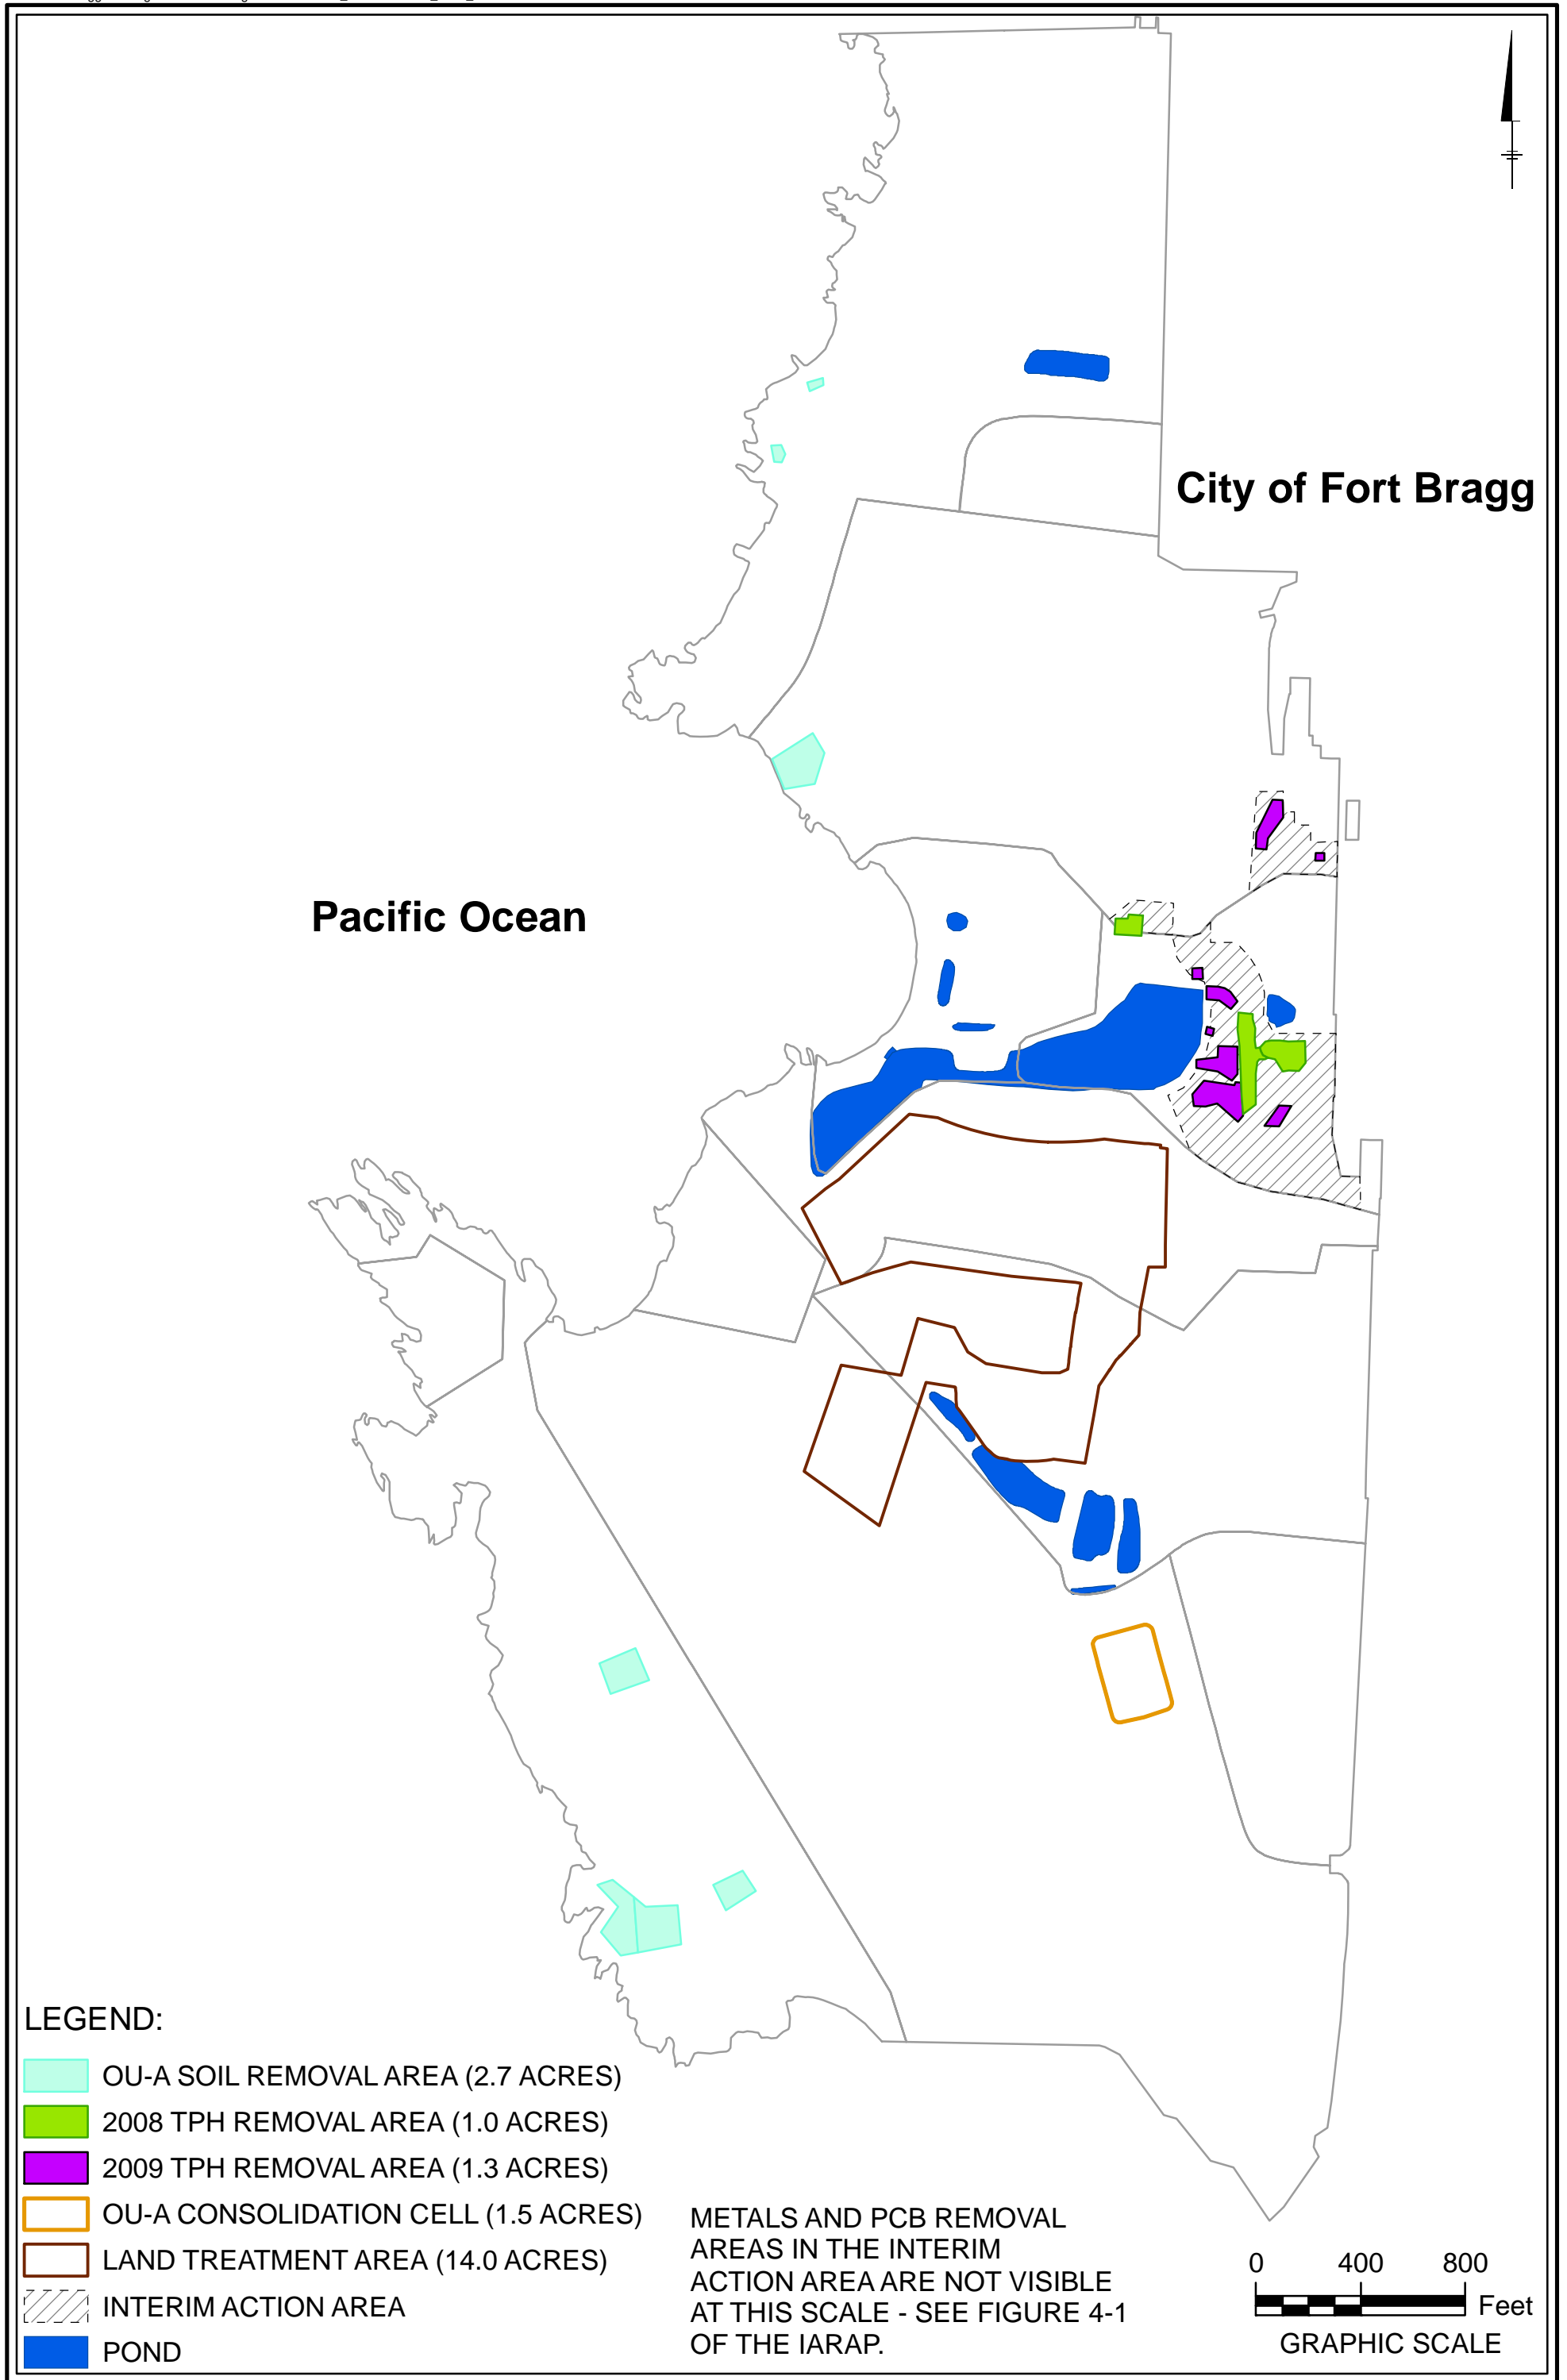 City of Fort Bragg
Pacific Ocean
LEGEND:
OU-A SOIL REMOVAL AREA (2.7 ACRES)
2008 TPH REMOVAL AREA (1.0 ACRES)
2009 TPH REMOVAL AREA (1.3 ACRES)
OU-A CONSOLIDATION CELL (1.5 ACRES)
LAND TREATMENT AREA (14.0 ACRES)
INTERIM ACTION AREA
POND
METALS AND PCB REMOVAL
AREAS IN THE INTERIM
ACTION AREA ARE NOT VISIBLE
AT THIS SCALE - SEE FIGURE 4-1
OF THE IARAP.
0 400 800
Feet
GRAPHIC SCALE